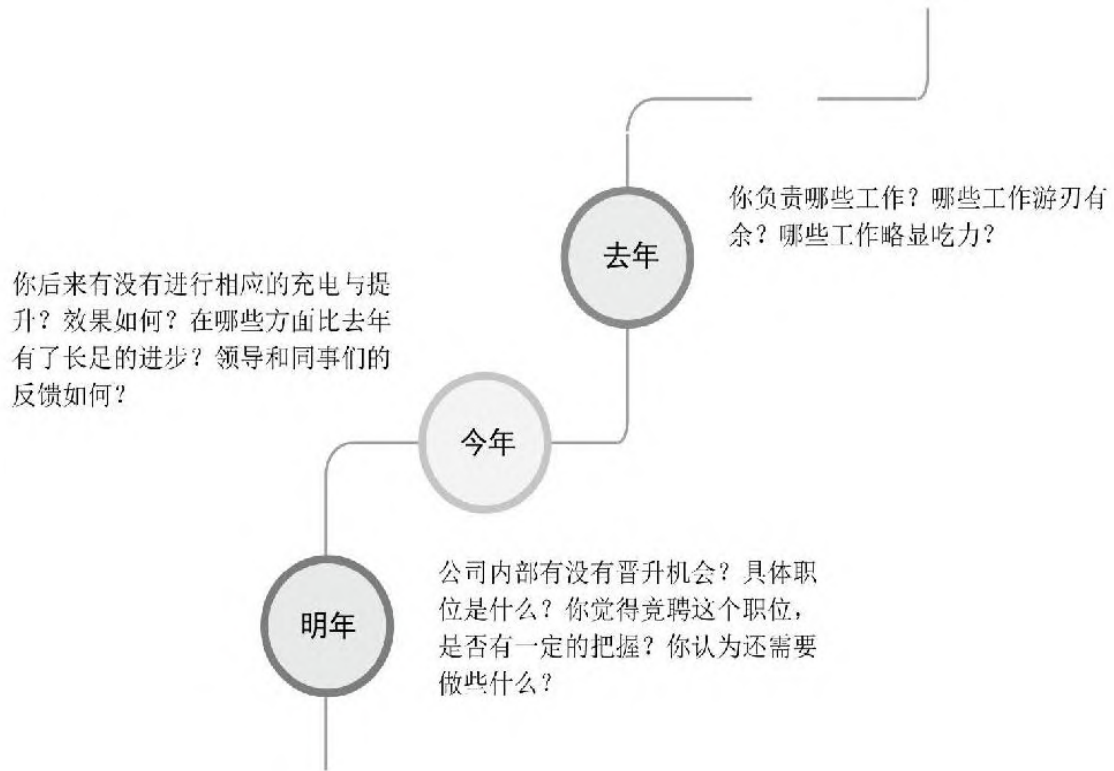 去年
你负责哪些工作？哪些工作游刃有
余？哪些工作略显吃力？
你后来有没有进行相应的充电与提
升？效果如何？在哪些方面比去年
有了长足的进步？领导和同事们的
反馈如何？
今年
明年
公司内部有没有晋升机会？具体职
位是什么？你觉得竞聘这个职位，
是否有一定的把握？你认为还需要
做些什么？